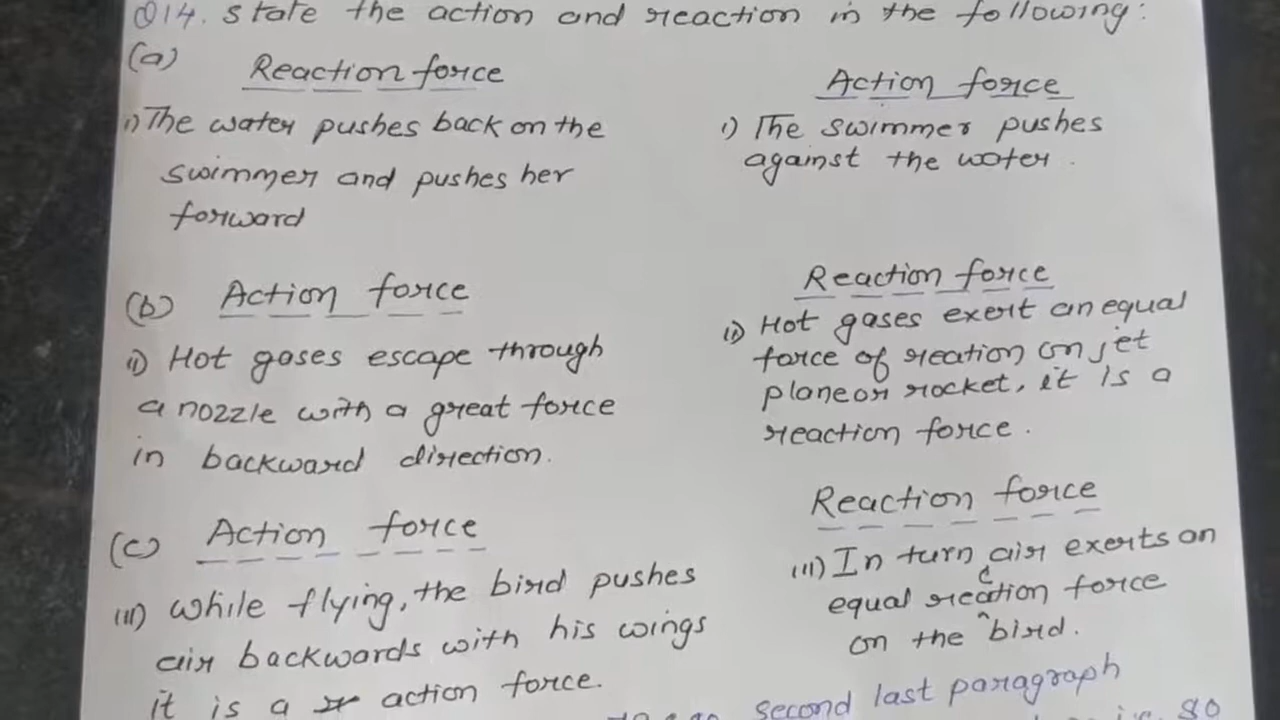 Q14. state the action and reaction in the following:
(a) Reaction force
i) The water pushes back on the
swimmer and pushes her
forward
Action force
i) The swimmer pushes
against the water.
(b) Action force
ii) Hot gases escape through
a nozzle with a great force
in backward direction.
Reaction force
ii) Hot gases exert an equal
force of reation on jet
plane or rocket, it is a
reaction force.
(c) Action force
iii) While flying, the bird pushes
air backwards with his wings
it is a action force.
Reaction force
iii) In turn air exerts an
equal reaction force
on the bird.
second last paragraph